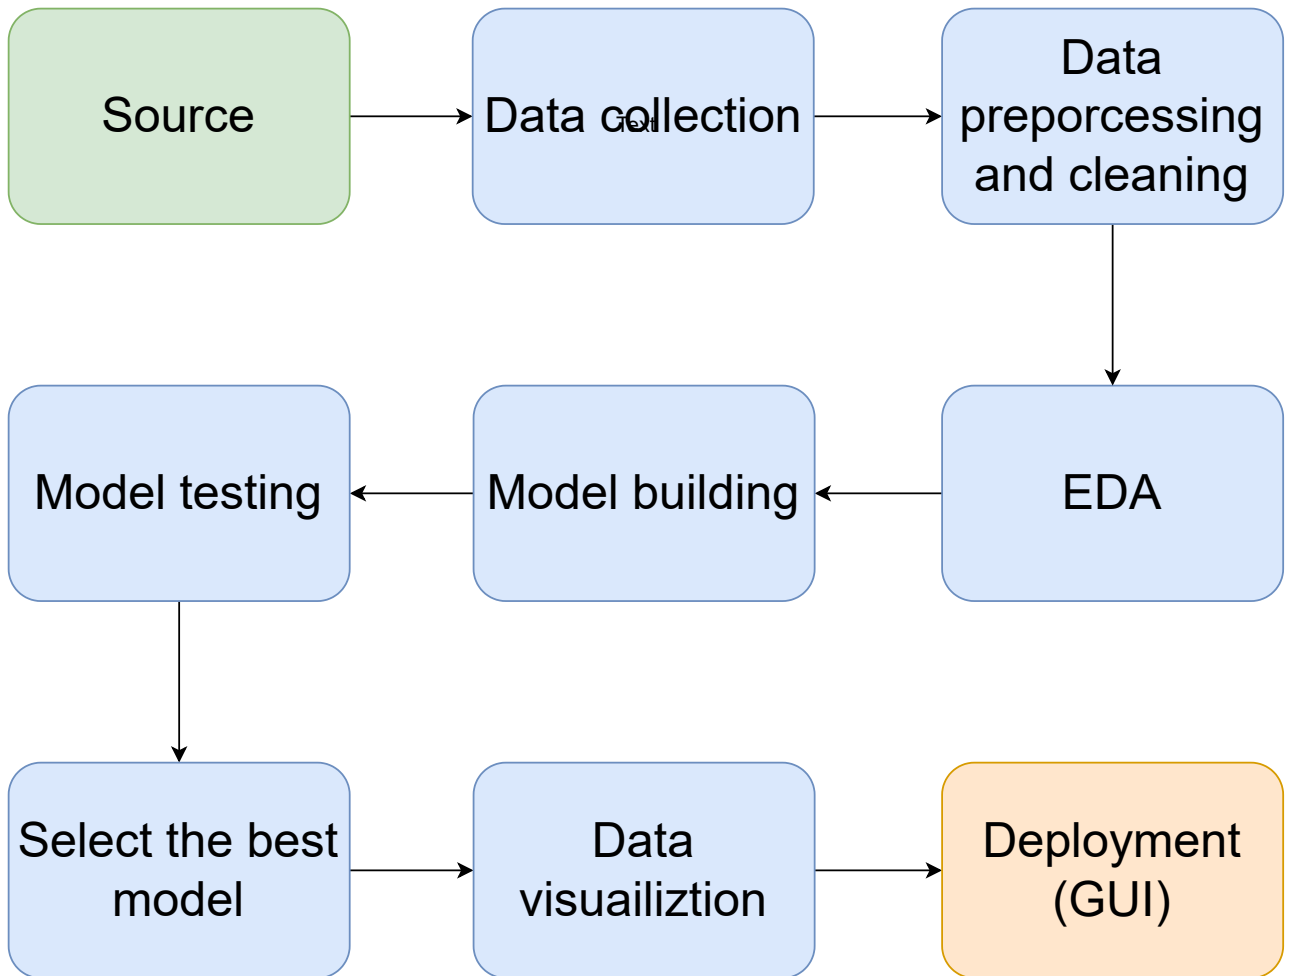 Source
Data collection
Text
Data
preporcessing
and cleaning
Model testing
Model building
EDA
Select the best
model
Data
visuailiztion
Deployment
(GUI)